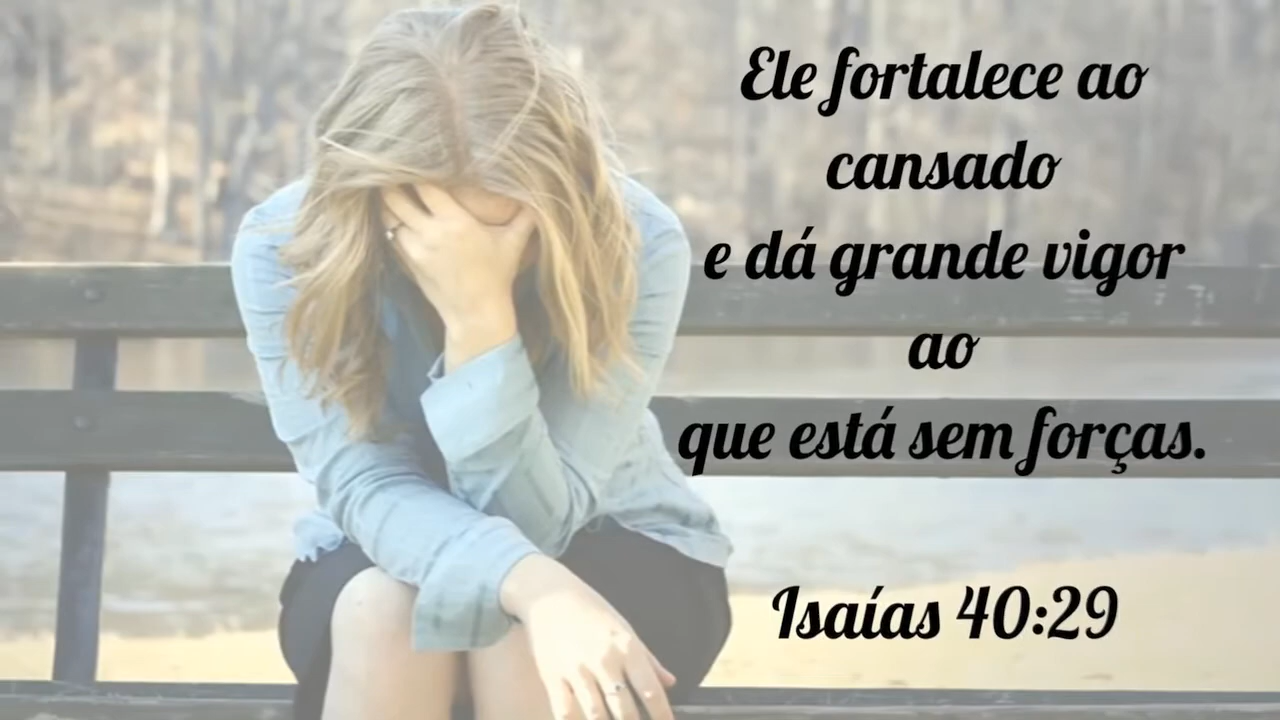 Ele fortalece ao
cansado
e dá grande vigor
ao
que está sem forças.
Isaías 40:29